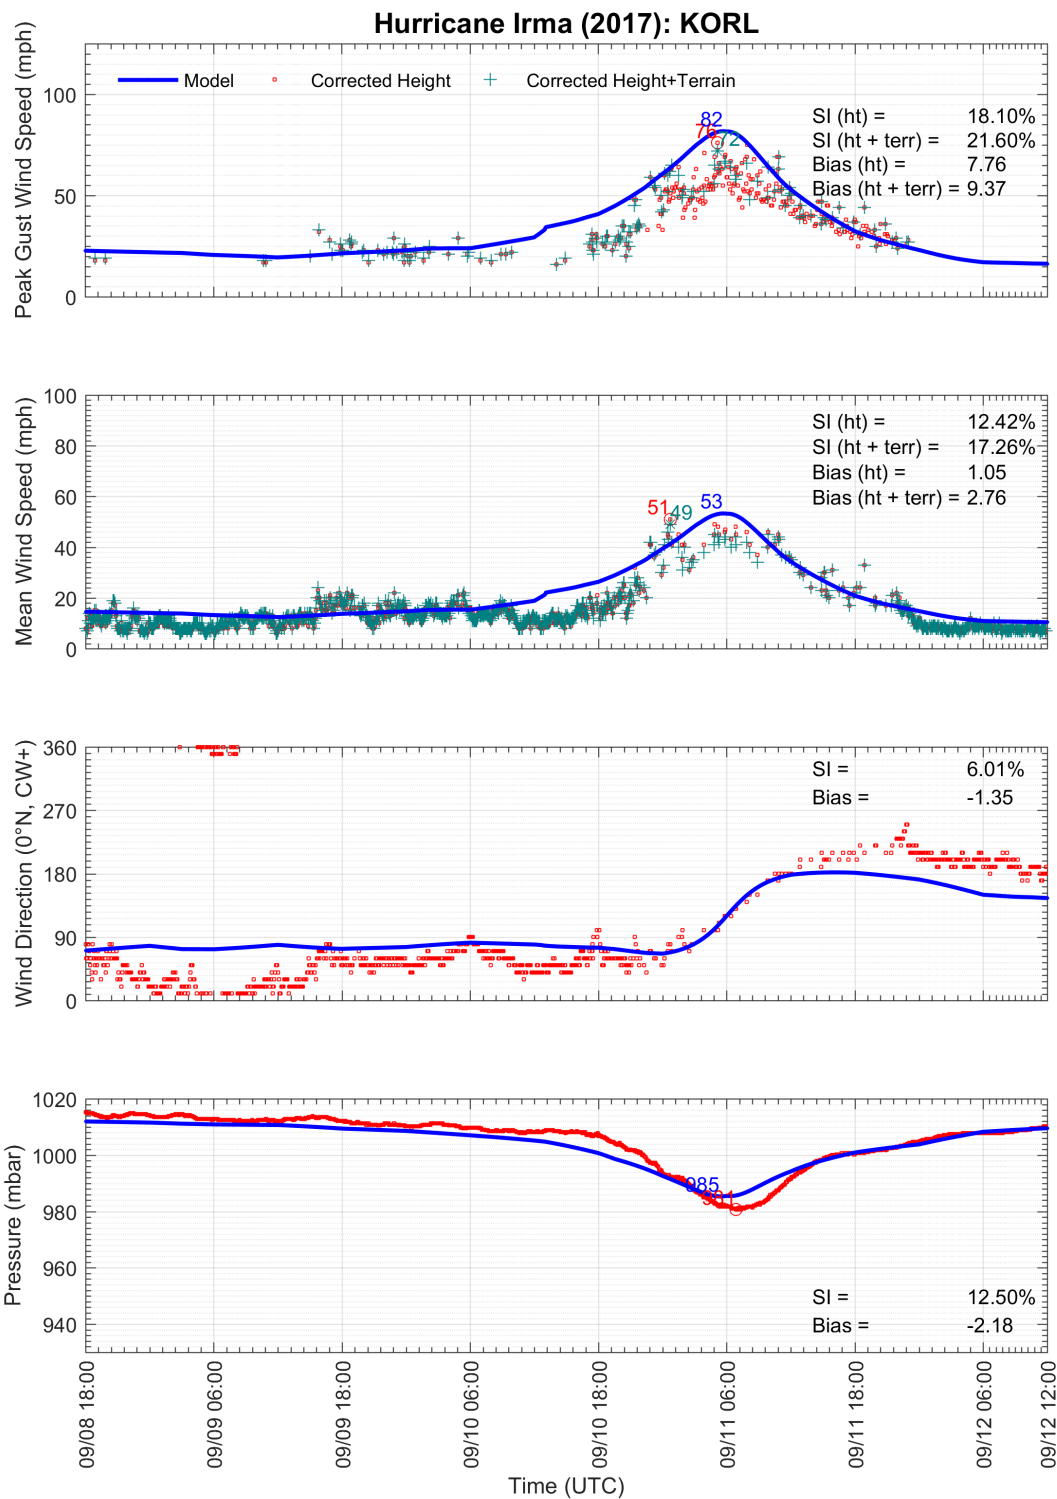 Hurricane Irma (2017): KORL
Peak Gust Wind Speed (mph)
100
50
0
Model
Corrected Height
Corrected Height+Terrain
82
76
72
SI (ht) = 18.10%
SI (ht + terr) = 21.60%
Bias (ht) = 7.76
Bias (ht + terr) = 9.37
Mean Wind Speed (mph)
100
80
60
40
20
0
51
49
53
SI (ht) = 12.42%
SI (ht + terr) = 17.26%
Bias (ht) = 1.05
Bias (ht + terr) = 2.76
Wind Direction (0°N, CW+)
360
270
180
90
0
SI = 6.01%
Bias = -1.35
Pressure (mbar)
1020
1000
980
960
940
985
981
SI = 12.50%
Bias = -2.18
09/08 18:00
09/09 06:00
09/09 18:00
09/10 06:00
09/10 18:00
09/11 06:00
09/11 18:00
09/12 06:00
09/12 12:00
Time (UTC)